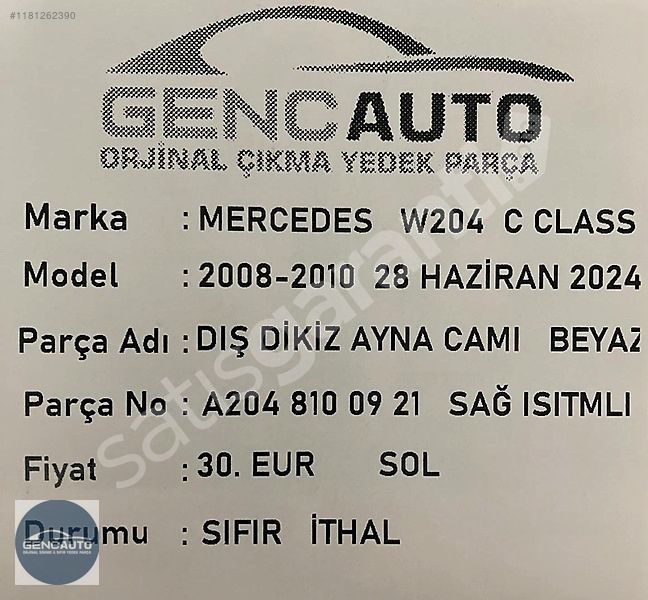 #1181262390
GENCAUTO
ORJİNAL ÇIKMA YEDEK PARÇA
Marka : MERCEDES W204 C CLASS
Model : 2008-2010 28 HAZİRAN 2024
Parça Adı : DIŞ DİKİZ AYNA CAMI BEYAZ
Parça No : A204 810 09 21 SAĞ ISITMLI
Fiyat : 30. EUR SOL
Durumu : SIFIR İTHAL
satışgaranti
GENCAUTO